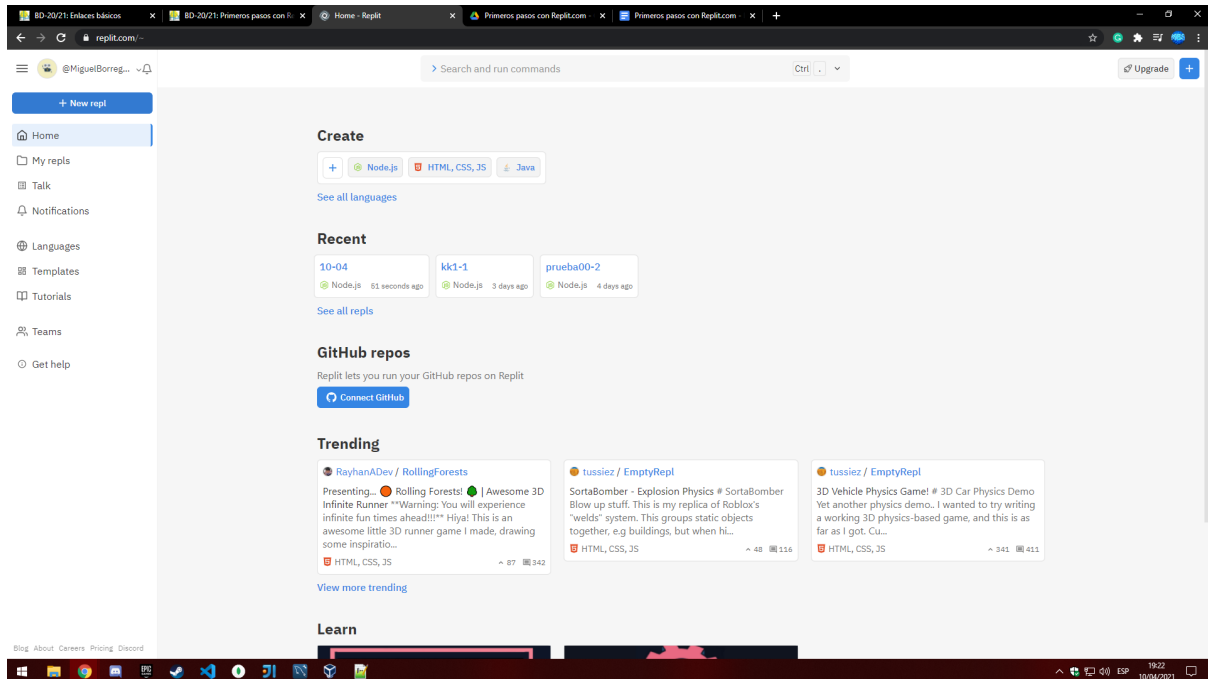 BD-20/21: Enlaces básicos
BD-20/21: Primeros pasos con R
Home - Replit
Primeros pasos con Replit.com -
Primeros pasos con Replit.com -
replit.com/~
@MiguelBorreg...
Search and run commands
Ctrl .
Upgrade
+ New repl
Home
My repls
Talk
Notifications
Languages
Templates
Tutorials
Teams
Get help
Blog About Careers Pricing Discord
Create
+ Node.js HTML, CSS, JS Java
See all languages
Recent
10-04
Node.js 51 seconds ago
kk1-1
Node.js 3 days ago
prueba00-2
Node.js 4 days ago
See all repls
GitHub repos
Replit lets you run your GitHub repos on Replit
Connect GitHub
Trending
RayhanADev / RollingForests
Presenting... Rolling Forests! | Awesome 3D
Infinite Runner **Warning: You will experience
infinite fun times ahead!!!** Hiya! This is an
awesome little 3D runner game I made, drawing
some inspiratio...
HTML, CSS, JS 87 342
tussiez / EmptyRepl
SortaBomber - Explosion Physics # SortaBomber
Blow up stuff. This is my replica of Roblox's
"welds" system. This groups static objects
together, e.g buildings, but when hi...
HTML, CSS, JS 48 116
tussiez / EmptyRepl
3D Vehicle Physics Game! # 3D Car Physics Demo
Yet another physics demo.. I wanted to try writing
a working 3D physics-based game, and this is as
far as I got. Cu...
HTML, CSS, JS 341 411
View more trending
Learn
EPIC
ESP
19:22
10/04/2021